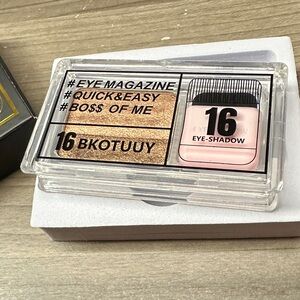 #EYE MAGAZINE
#QUICK&EASY
#BO$$ OF ME
16 BKOTUUY
16
EYE-SHADOW